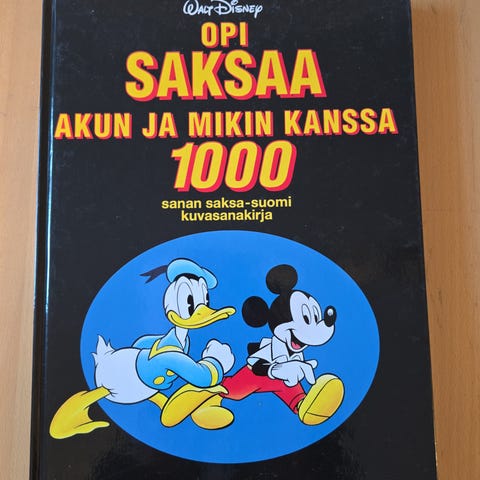 Walt Disney
OPI
SAKSAA
AKUN JA MIKIN KANSSA
1000
sanan saksa-suomi
kuvasanakirja